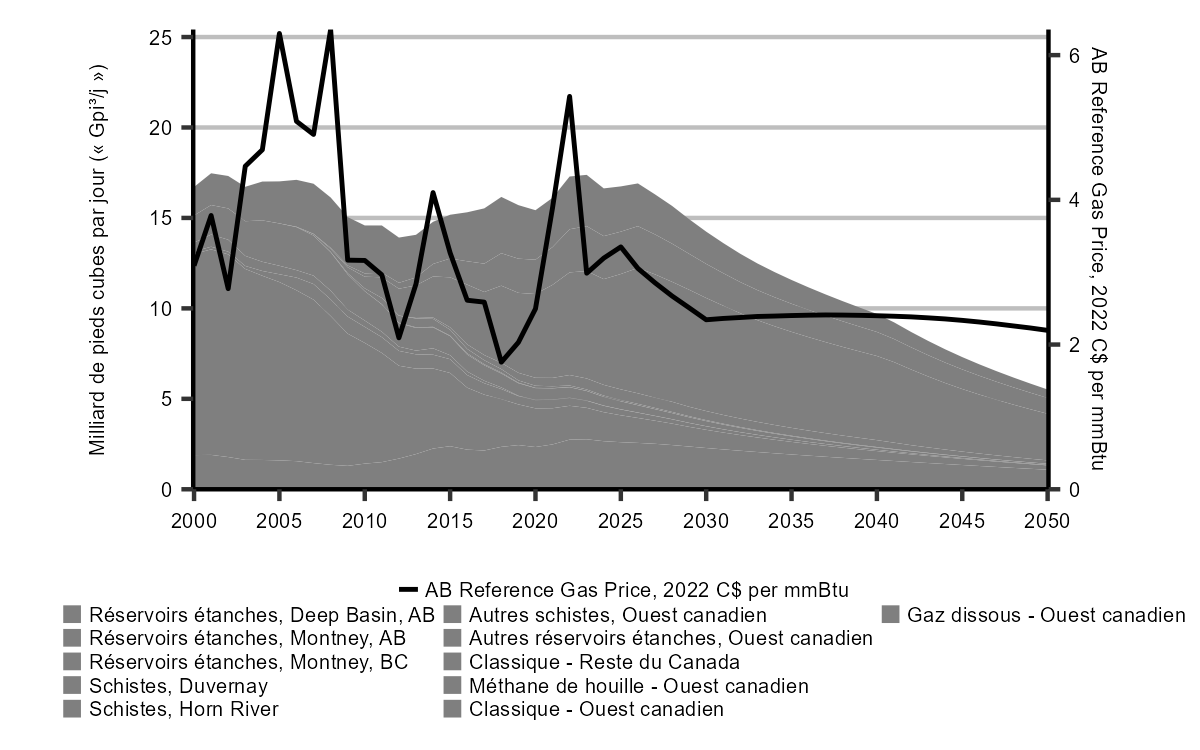 25
20
15
10
5
0
Milliard de pieds cubes par jour (« Gpi³/j »)
6
4
2
0
AB Reference Gas Price, 2022 C$ per mmBtu
2000 2005 2010 2015 2020 2025 2030 2035 2040 2045 2050
AB Reference Gas Price, 2022 C$ per mmBtu
Réservoirs étanches, Deep Basin, AB
Réservoirs étanches, Montney, AB
Réservoirs étanches, Montney, BC
Schistes, Duvernay
Schistes, Horn River
Autres schistes, Ouest canadien
Autres réservoirs étanches, Ouest canadien
Classique - Reste du Canada
Méthane de houille - Ouest canadien
Classique - Ouest canadien
Gaz dissous - Ouest canadien